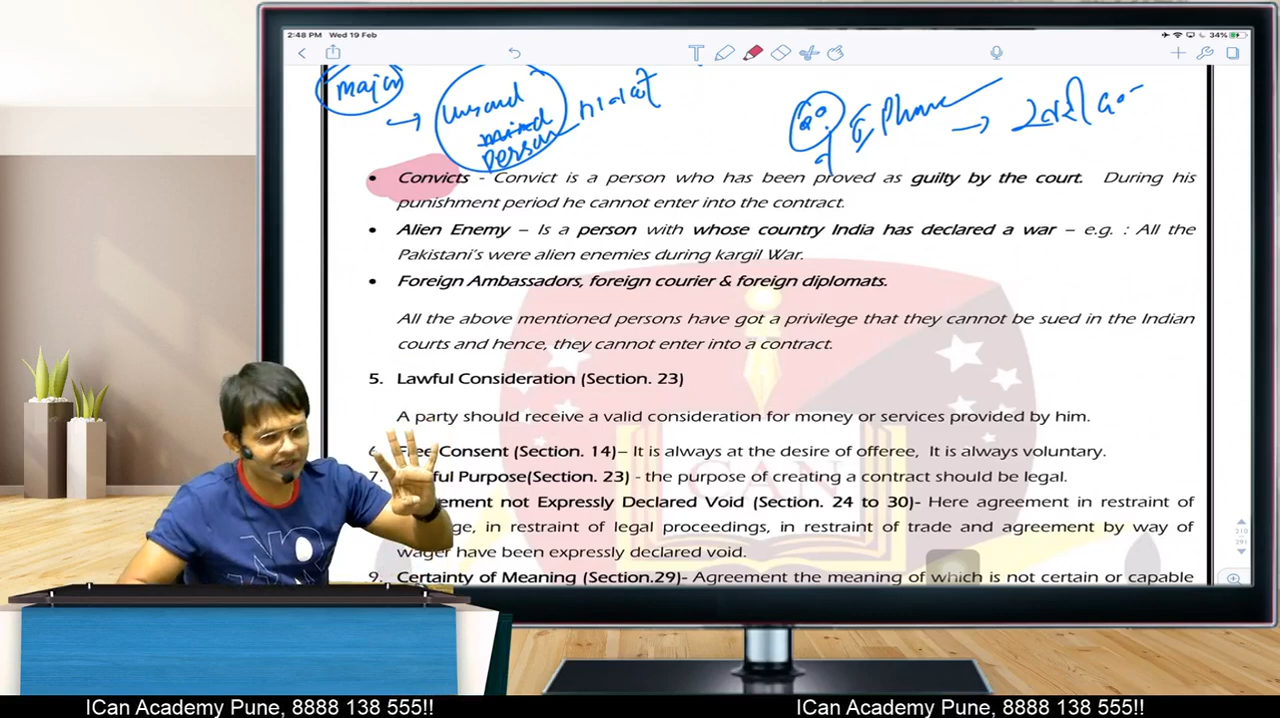 2:48 PM Wed 19 Feb
34%
major
unsound
mind
person
Phone
• Convicts - Convict is a person who has been proved as guilty by the court. During his
punishment period he cannot enter into the contract.
• Alien Enemy – Is a person with whose country India has declared a war – e.g. : All the
Pakistani's were alien enemies during kargil War.
• Foreign Ambassadors, foreign courier & foreign diplomats.
All the above mentioned persons have got a privilege that they cannot be sued in the Indian
courts and hence, they cannot enter into a contract.
5. Lawful Consideration (Section. 23)
A party should receive a valid consideration for money or services provided by him.
6. Free Consent (Section. 14)– It is always at the desire of offeree, It is always voluntary.
7. ful Purpose(Section. 23) - the purpose of creating a contract should be legal.
ement not Expressly Declared Void (Section. 24 to 30)- Here agreement in restraint of
ge, in restraint of legal proceedings, in restraint of trade and agreement by way of
wager have been expressly declared void.
9. Certainty of Meaning (Section.29)- Agreement the meaning of which is not certain or capable
ICAN
210
291
ICan Academy Pune, 8888 138 555!! ICan Academy Pune, 8888 138 555!!